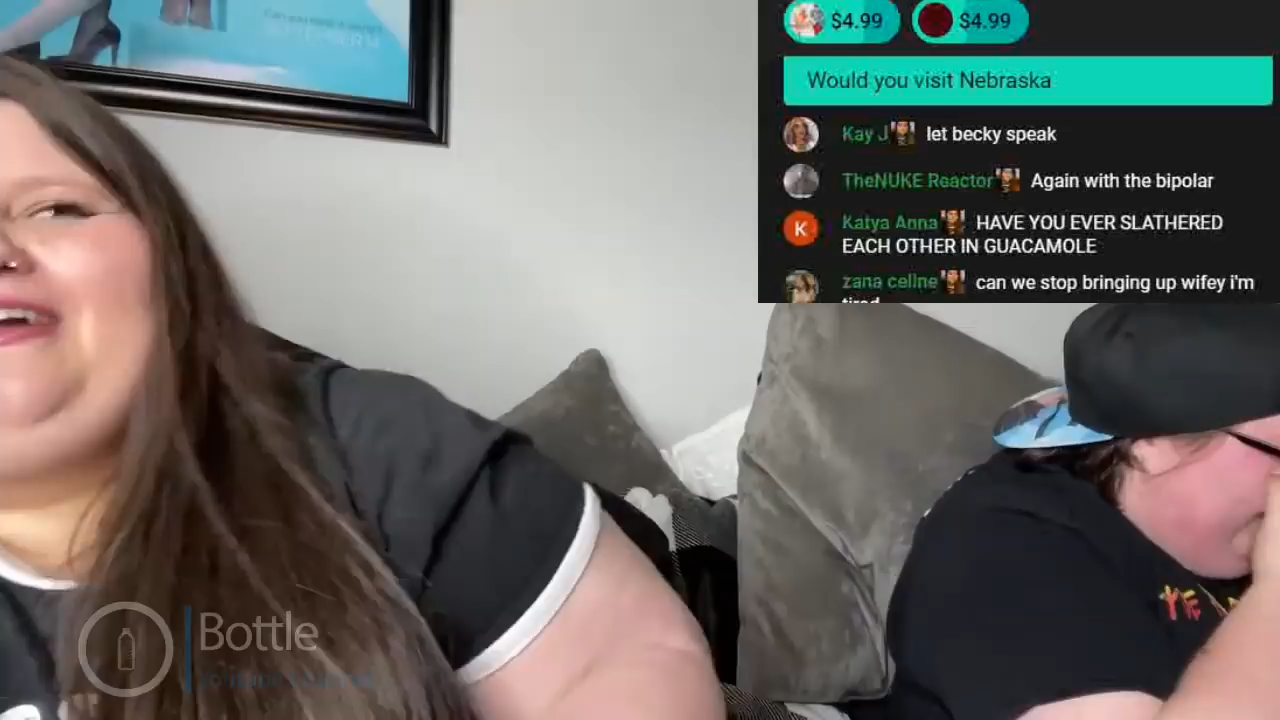 $4.99 $4.99
Would you visit Nebraska
Kay J let becky speak
TheNUKE Reactor Again with the bipolar
Katya Anna HAVE YOU EVER SLATHERED
EACH OTHER IN GUACAMOLE
zana celine can we stop bringing up wifey i'm
tired
K
Bottle